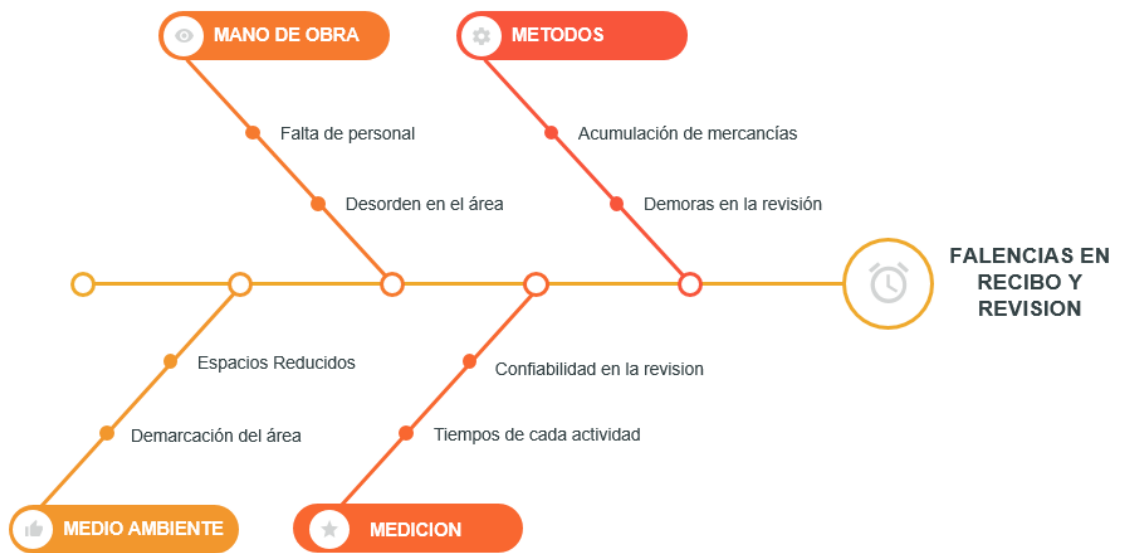 MANO DE OBRA
METODOS
Falta de personal
Acumulación de mercancías
Desorden en el área
Demoras en la revisión
FALENCIAS EN
RECIBO Y
REVISION
Espacios Reducidos
Confiabilidad en la revision
Demarcación del área
Tiempos de cada actividad
MEDIO AMBIENTE
MEDICION